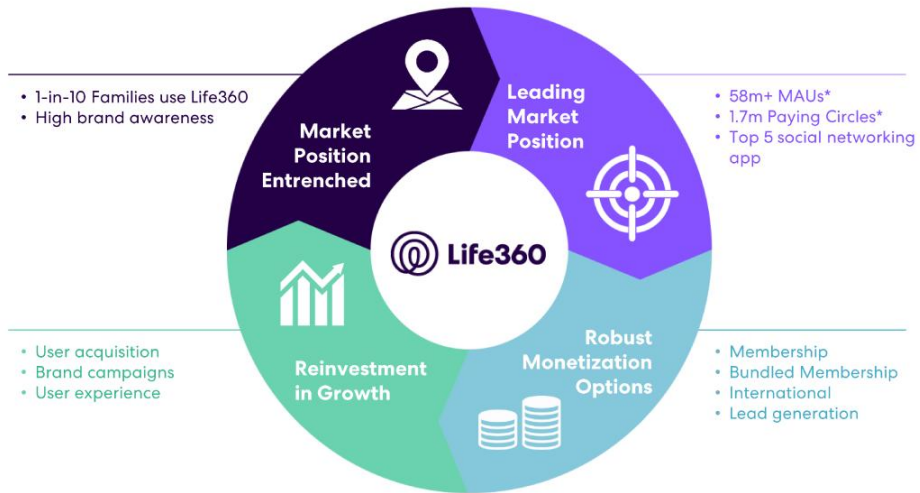 • 1-in-10 Families use Life360
• High brand awareness
Market
Position
Entrenched
Leading
Market
Position
• 58m+ MAUs*
• 1.7m Paying Circles*
• Top 5 social networking
app
Life360
• User acquisition
• Brand campaigns
• User experience
Reinvestment
in Growth
Robust
Monetization
Options
• Membership
• Bundled Membership
• International
• Lead generation